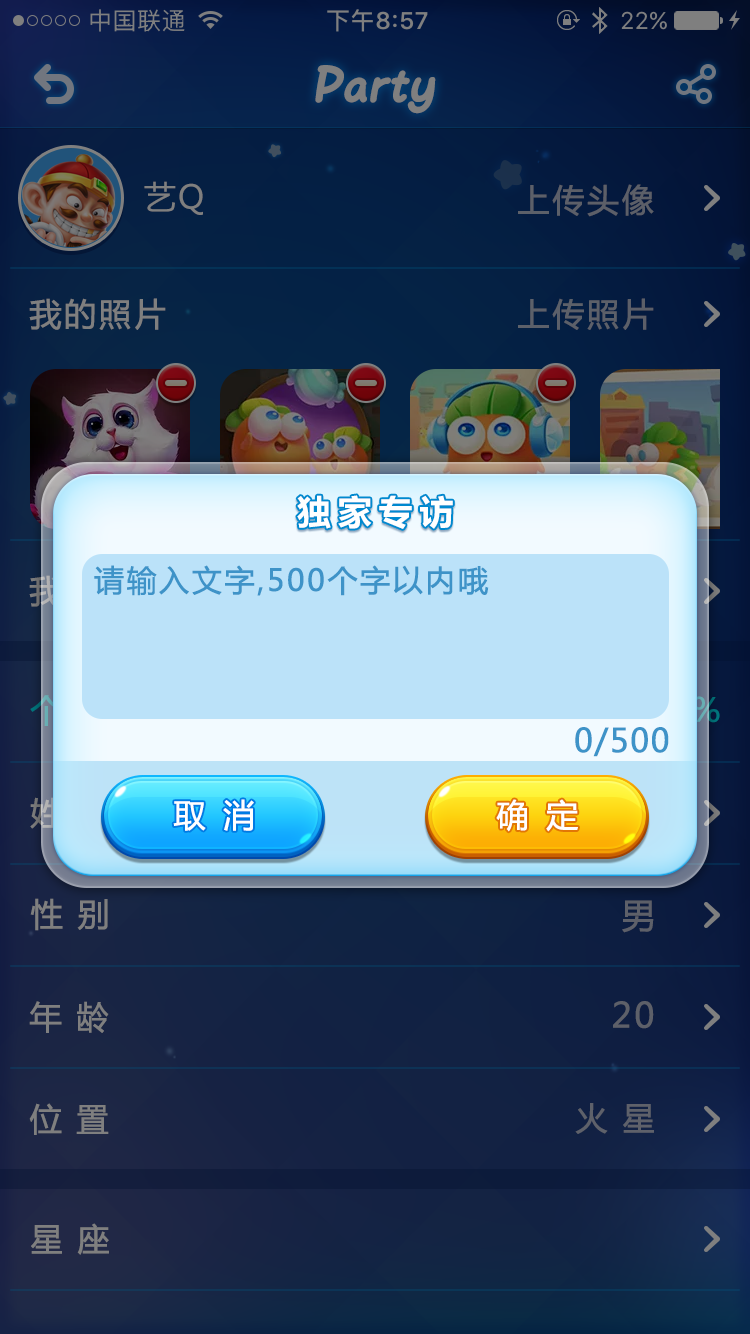 中国联通 下午8:57 22%
Party
艺Q 上传头像
我的照片 上传照片
独家专访
请输入文字,500个字以内哦
0/500
取消 确定
性别 男
年龄 20
位置 火星
星座